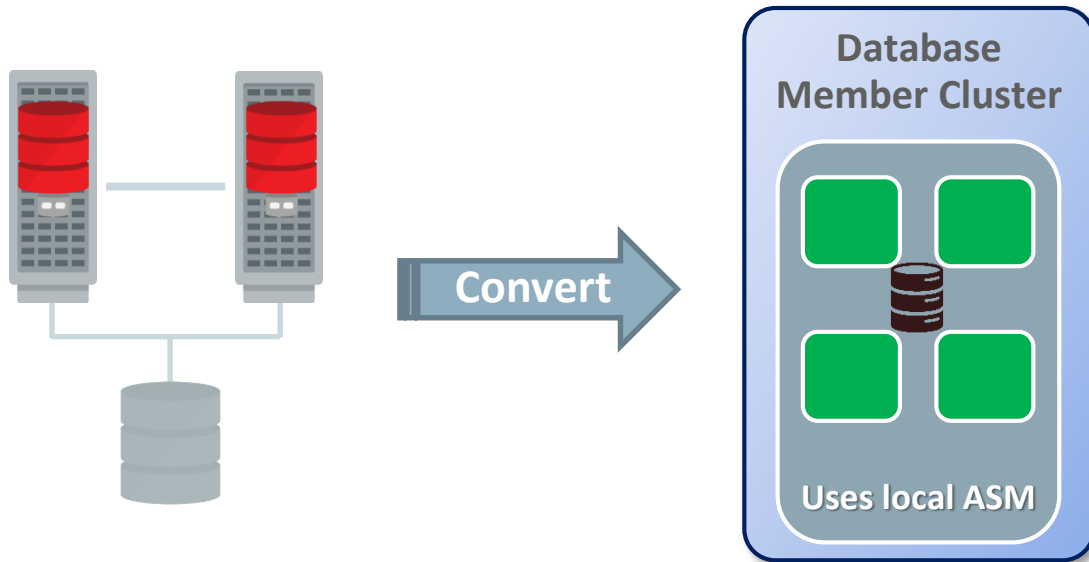 Database
Member Cluster
Convert
Uses local ASM